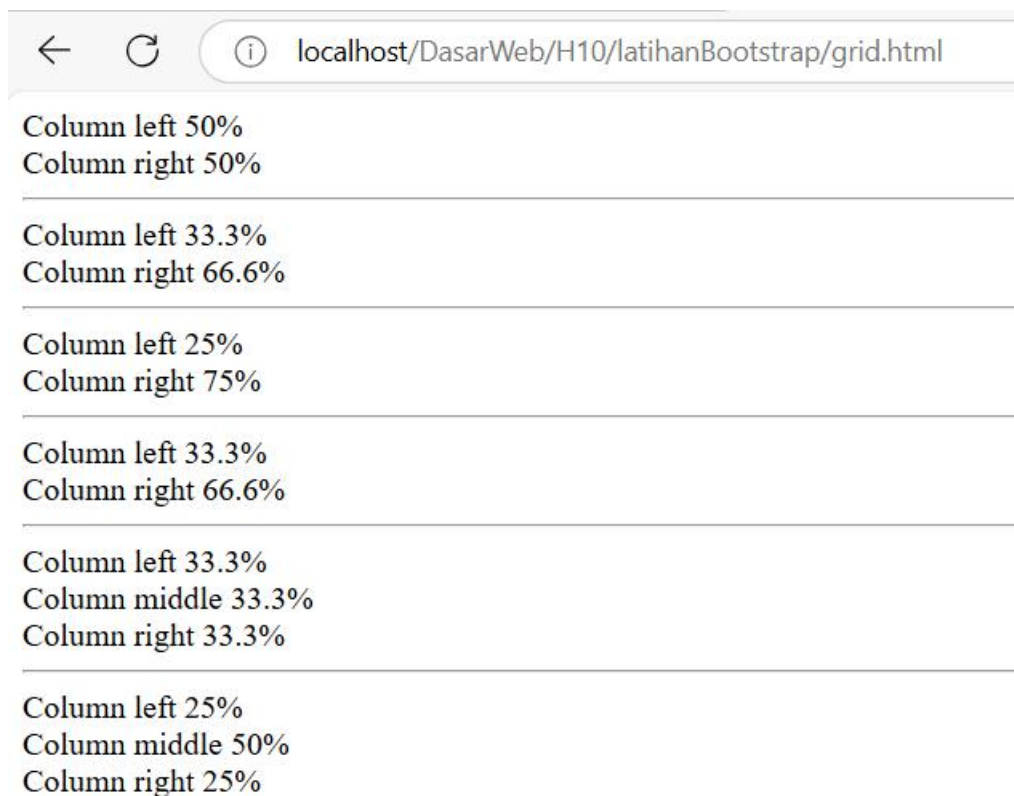 localhost/DasarWeb/H10/latihanBootstrap/grid.html
Column left 50%
Column right 50%
Column left 33.3%
Column right 66.6%
Column left 25%
Column right 75%
Column left 33.3%
Column right 66.6%
Column left 33.3%
Column middle 33.3%
Column right 33.3%
Column left 25%
Column middle 50%
Column right 25%